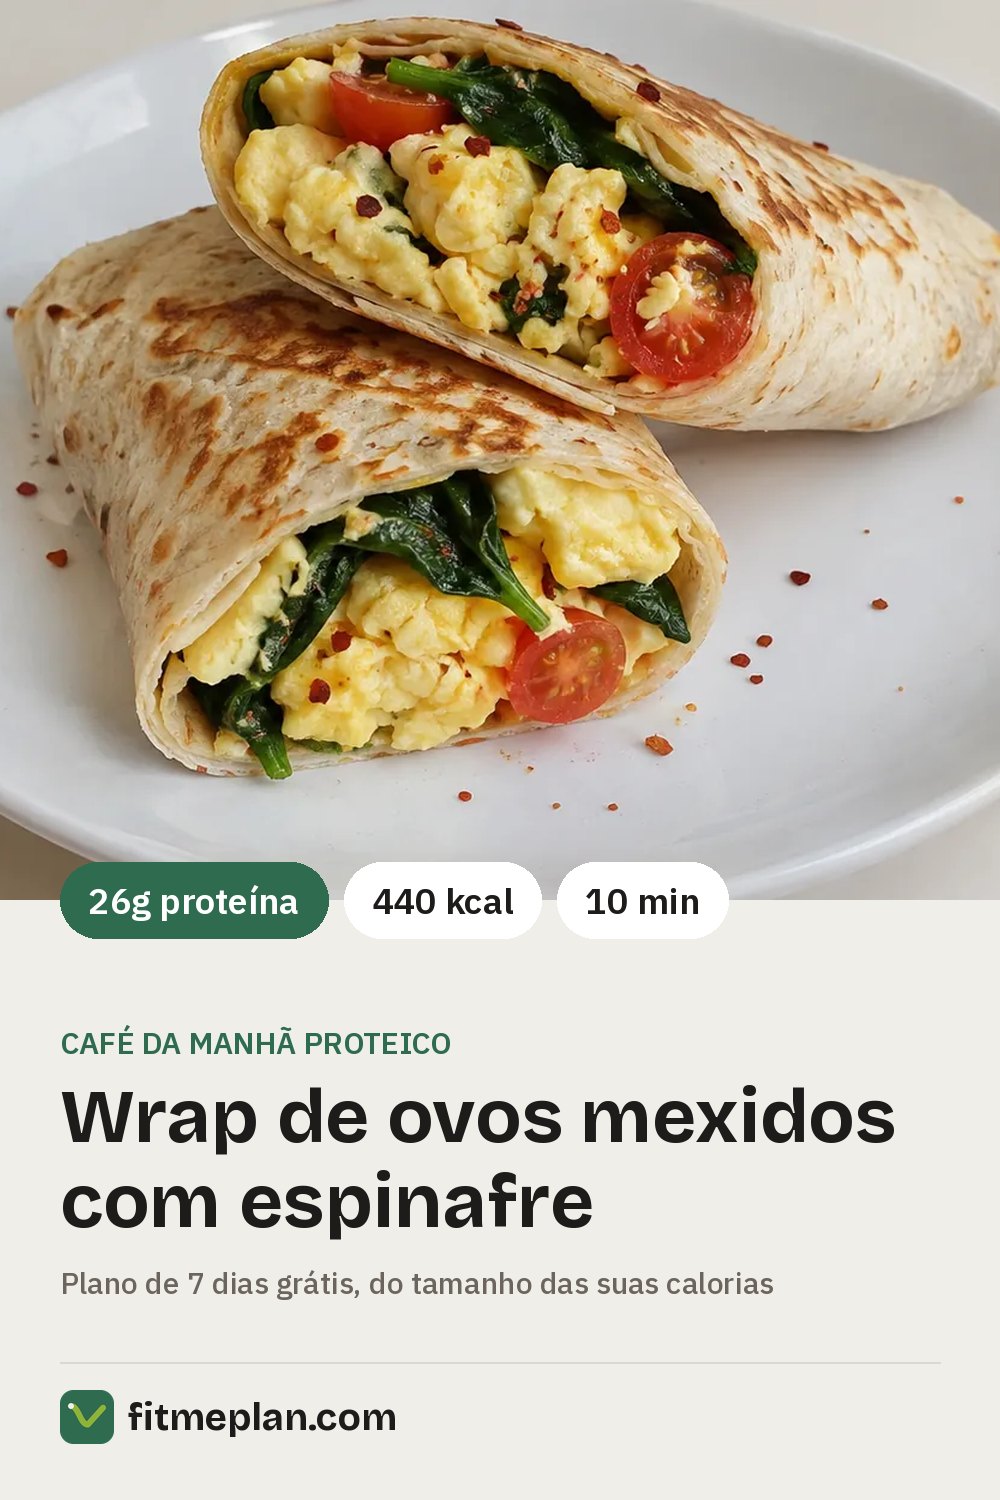 26g proteína
440 kcal
10 min
CAFÉ DA MANHÃ PROTEICO
Wrap de ovos mexidos
com espinafre
Plano de 7 dias grátis, do tamanho das suas calorias
fitmeplan.com